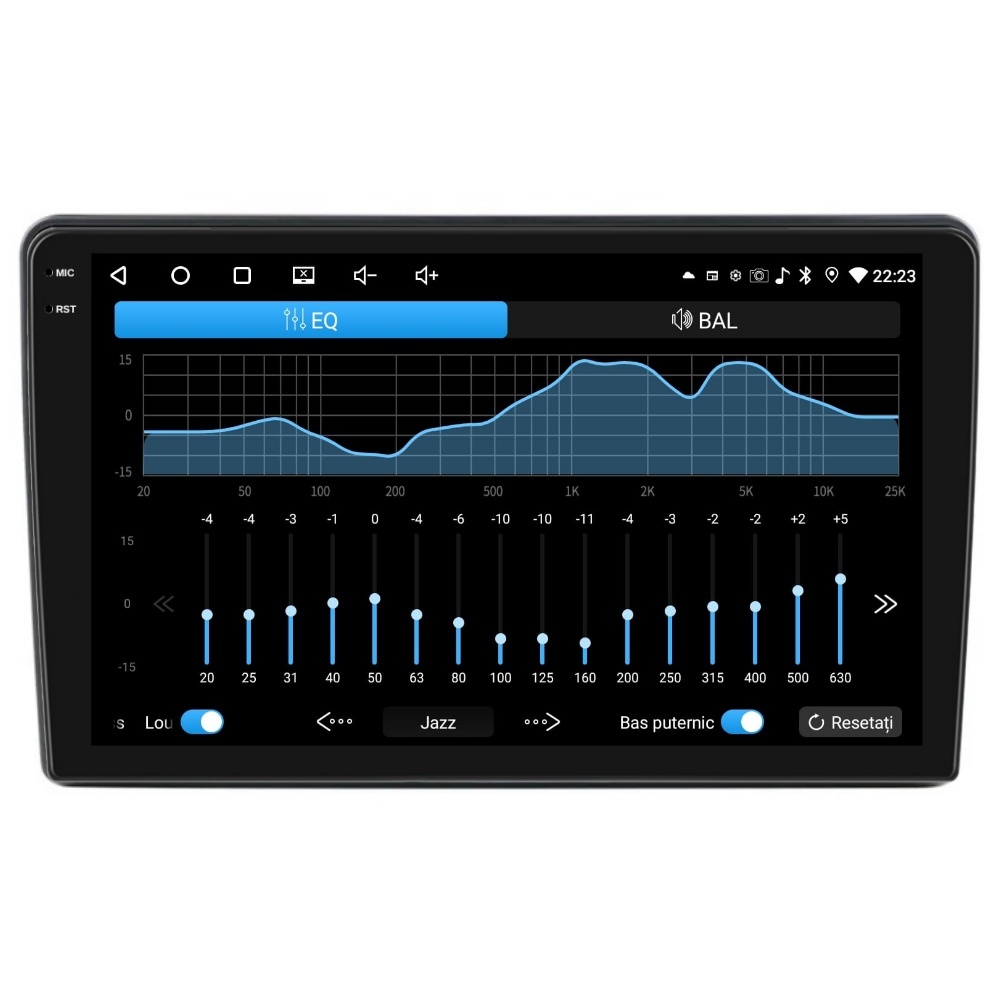 MIC
22:23
RST
EQ BAL
15
0
-15
20 50 100 200 500 1K 2K 5K 10K 25K
-4 -4 -3 -1 0 -4 -6 -10 -10 -11 -4 -3 -2 -2 +2 +5
15
0
-15
20 25 31 40 50 63 80 100 125 160 200 250 315 400 500 630
s Lou Jazz Bas puternic Resetați